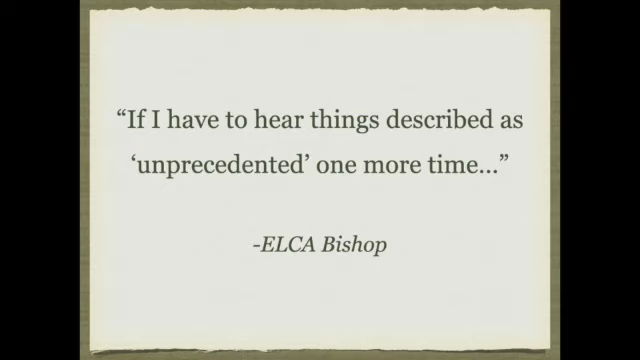 “If I have to hear things described as
‘unprecedented’ one more time...”
-ELCA Bishop